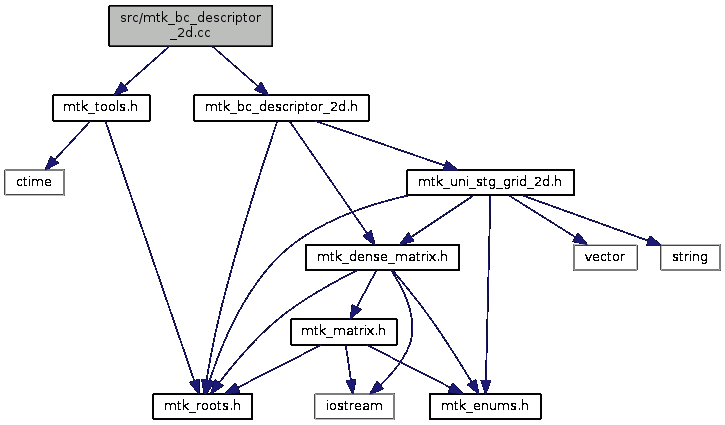 src/mtk_bc_descriptor
_2d.cc
mtk_tools.h
mtk_bc_descriptor_2d.h
ctime
mtk_uni_stg_grid_2d.h
mtk_dense_matrix.h
vector
string
mtk_matrix.h
mtk_roots.h
iostream
mtk_enums.h